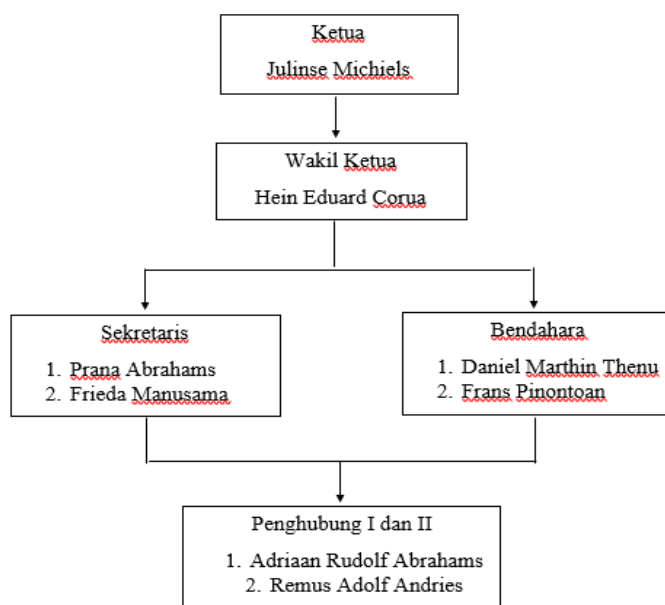 Ketua
Julinse Michiels
Wakil Ketua
Hein Eduard Corua
Sekretaris
1. Prana Abrahams
2. Frieda Manusama
Bendahara
1. Daniel Marthin Thenu
2. Frans Pinontoan
Penghubung I dan II
1. Adriaan Rudolf Abrahams
2. Remus Adolf Andries